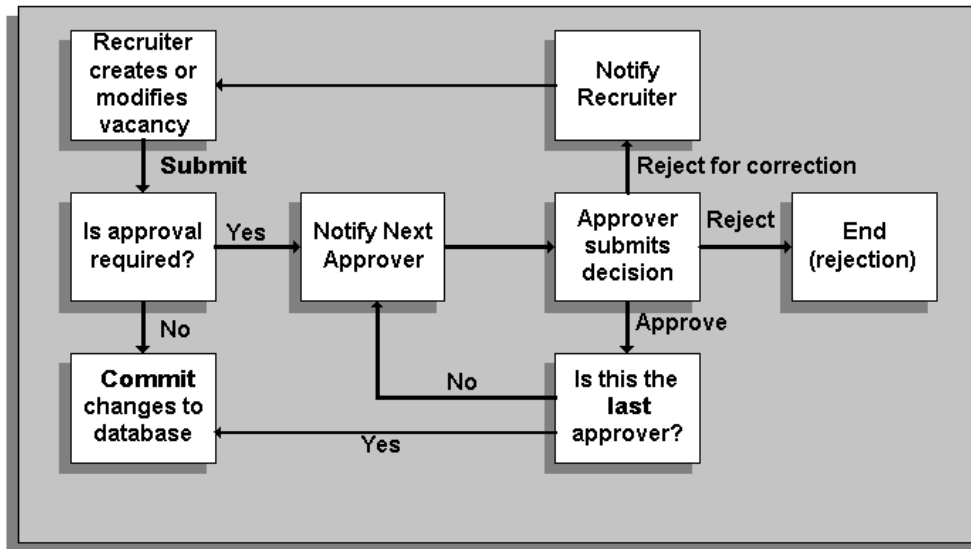 Recruiter
creates or
modifies
vacancy
Notify
Recruiter
Submit
Reject for correction
Is approval
required?
Yes
Notify Next
Approver
Approver
submits
decision
Reject
End
(rejection)
No
Approve
Commit
changes to
database
No
Yes
Is this the
last
approver?